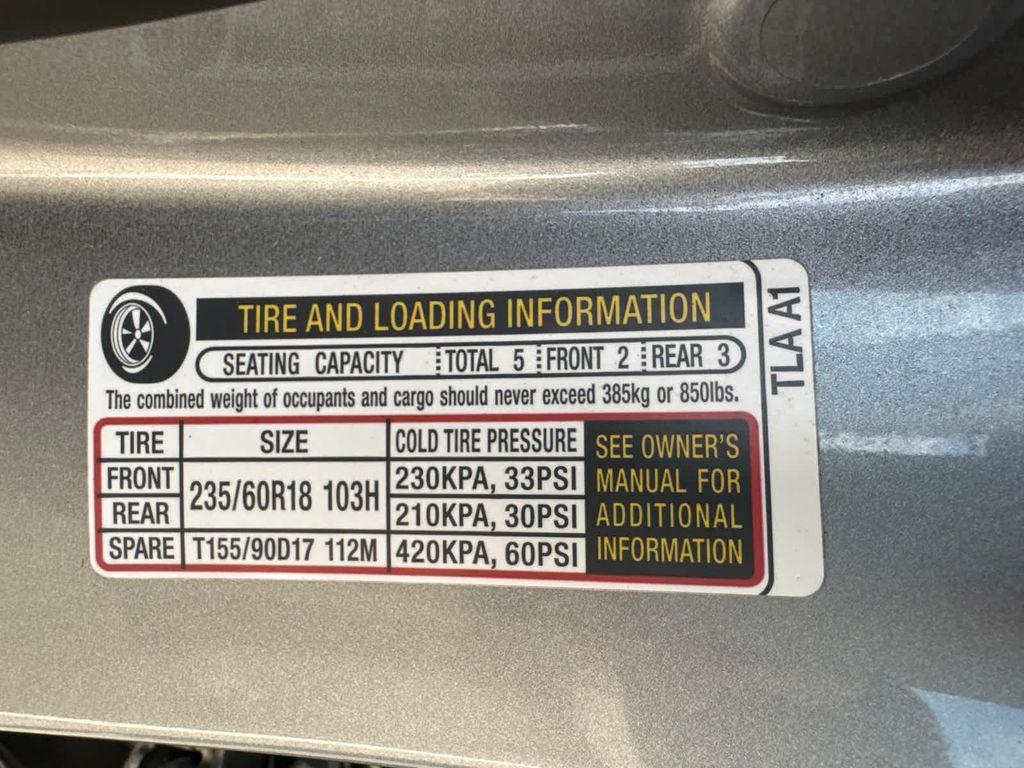 TIRE AND LOADING INFORMATION
SEATING CAPACITY TOTAL 5 FRONT 2 REAR 3
The combined weight of occupants and cargo should never exceed 385kg or 850lbs.
TIRE SIZE COLD TIRE PRESSURE
FRONT 235/60R18 103H 230KPA, 33PSI
REAR 210KPA, 30PSI
SPARE T155/90D17 112M 420KPA, 60PSI
SEE OWNER'S
MANUAL FOR
ADDITIONAL
INFORMATION
TLA A1